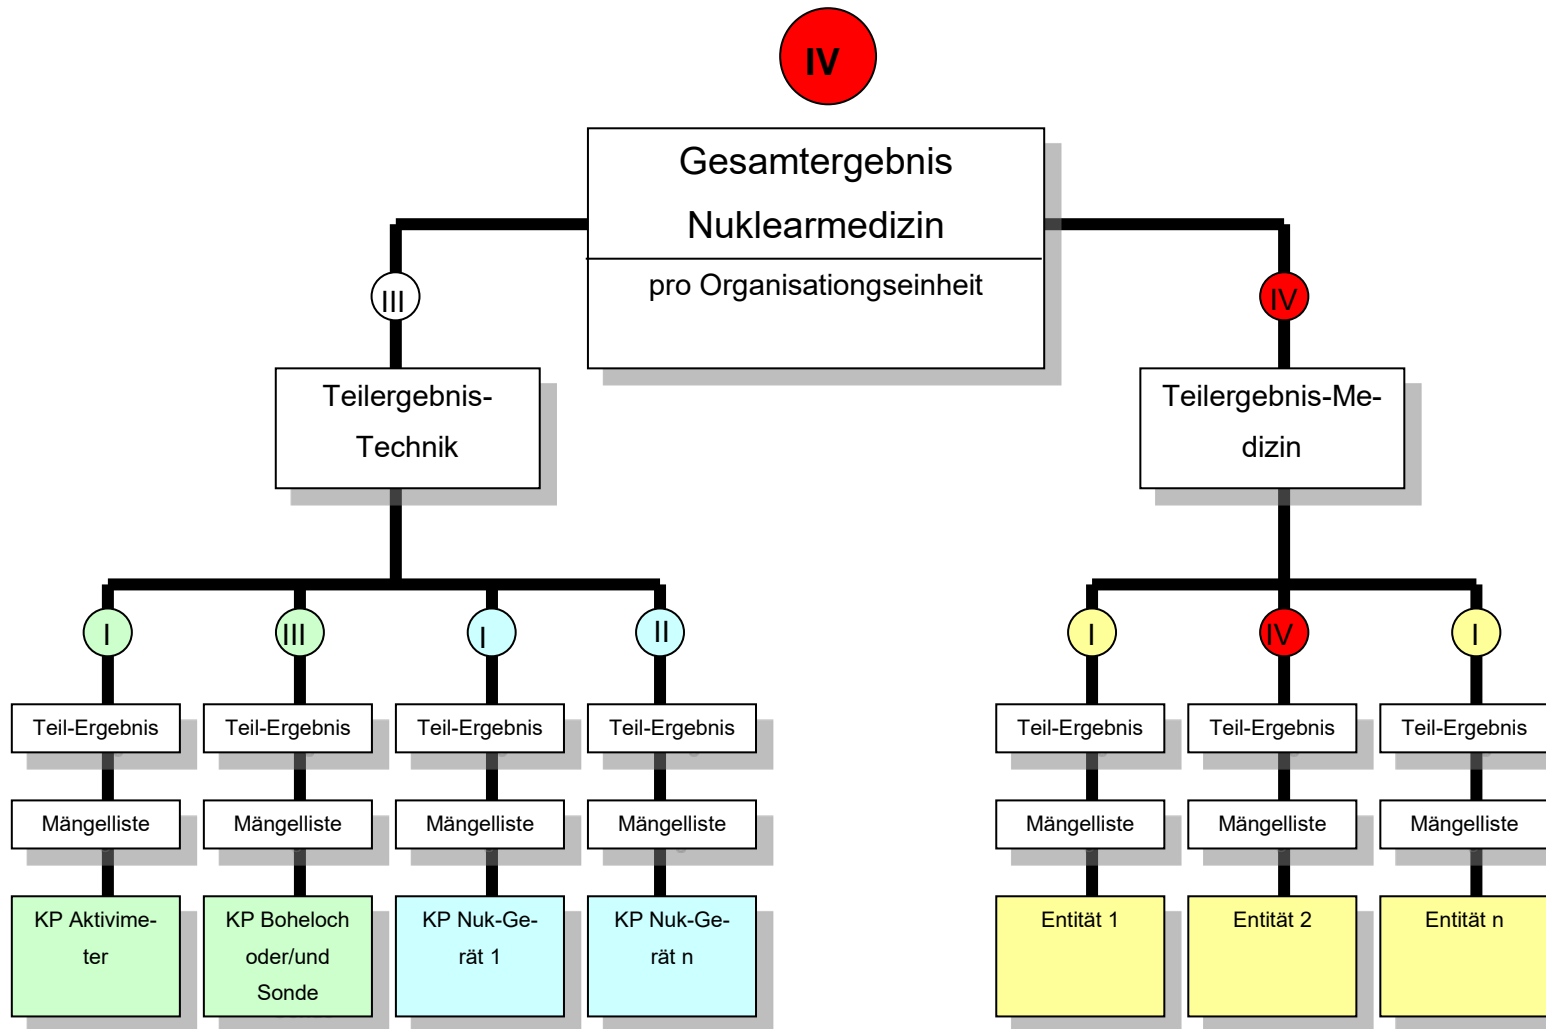 IV
Gesamtergebnis
Nuklearmedizin
pro Organisationgseinheit
III
IV
Teilergebnis-
Technik
Teilergebnis-Me-
dizin
I
III
I
II
I
IV
I
Teil-Ergebnis
Teil-Ergebnis
Teil-Ergebnis
Teil-Ergebnis
Teil-Ergebnis
Teil-Ergebnis
Teil-Ergebnis
Mängelliste
Mängelliste
Mängelliste
Mängelliste
Mängelliste
Mängelliste
Mängelliste
KP Aktivime-
ter
KP Boheloch
oder/und
Sonde
KP Nuk-Ge-
rät 1
KP Nuk-Ge-
rät n
Entität 1
Entität 2
Entität n